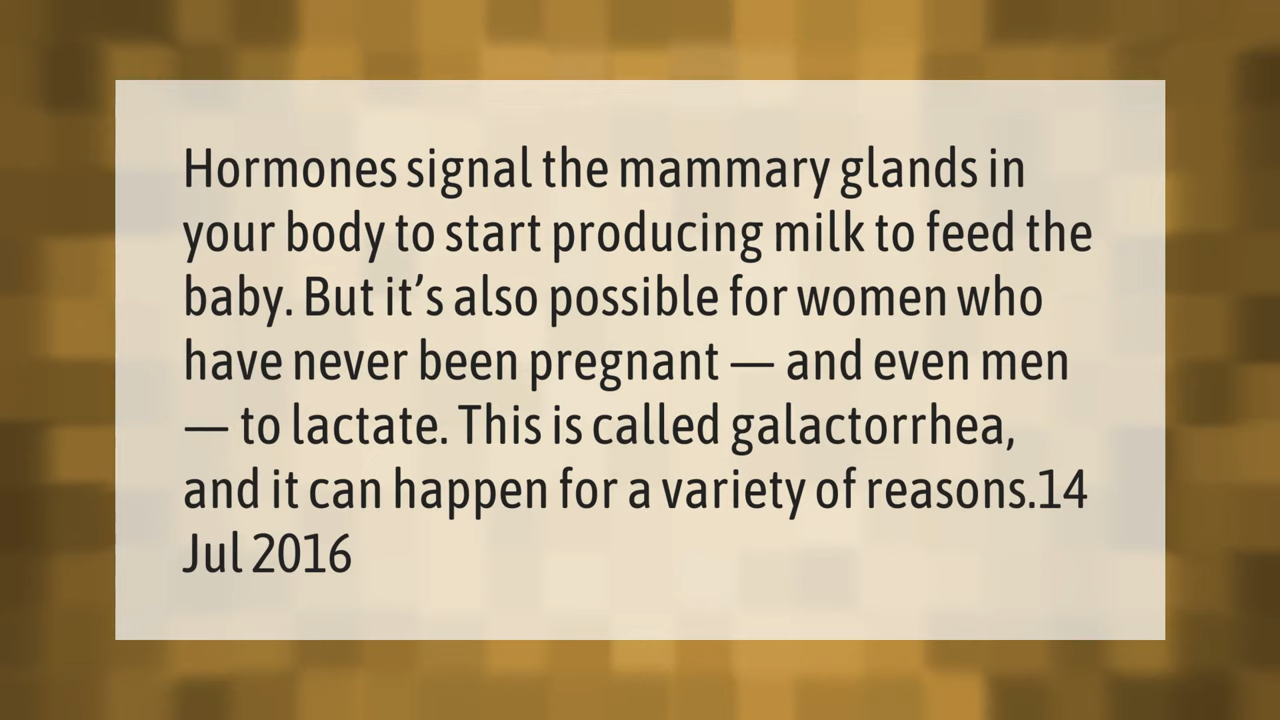 Hormones signal the mammary glands in
your body to start producing milk to feed the
baby. But it’s also possible for women who
have never been pregnant — and even men
— to lactate. This is called galactorrhea,
and it can happen for a variety of reasons.14
Jul 2016